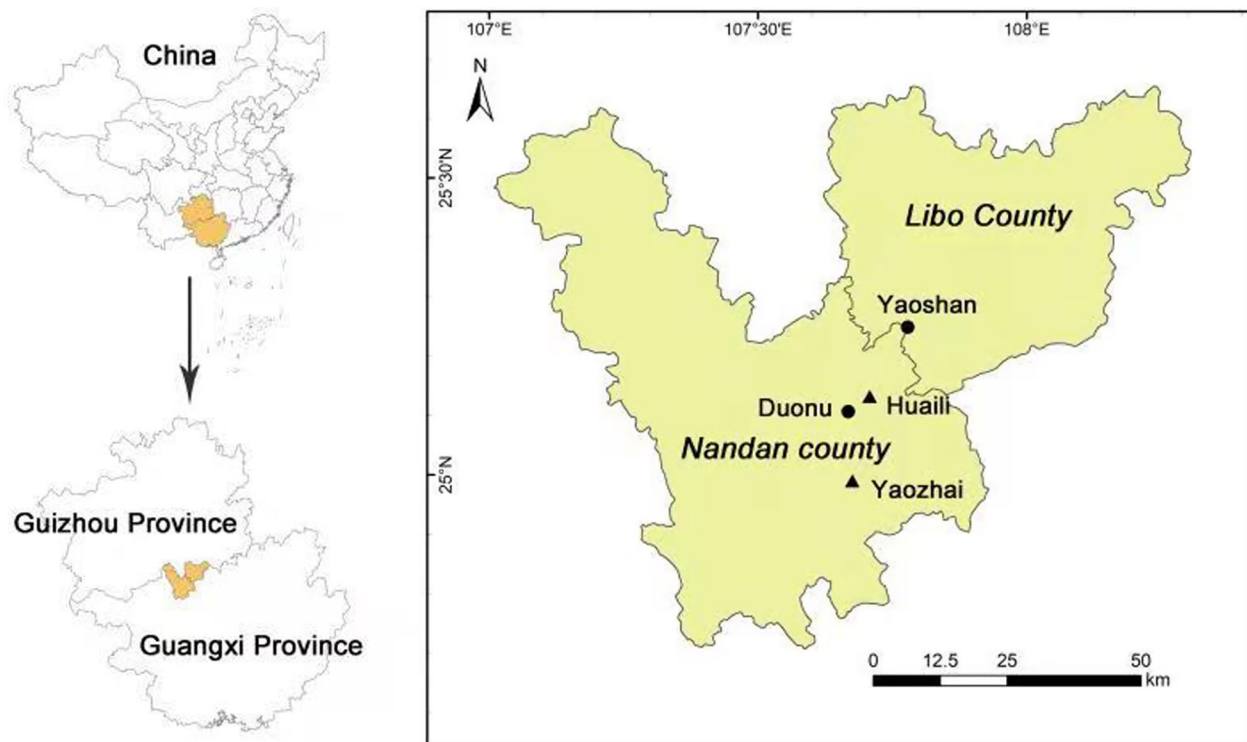 China
Guizhou Province
Guangxi Province
107°E
107°30'E
108°E
N
25°30'N
25°N
Libo County
Yaoshan
Duonu
Huaili
Nandan county
Yaozhai
0
12.5
25
50
km